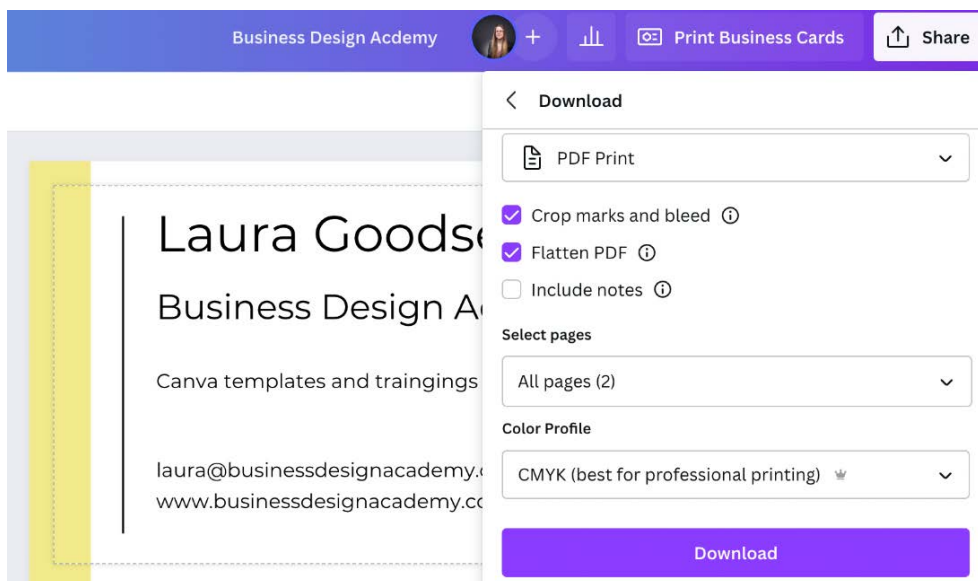 Business Design Acdemy
Print Business Cards
Share
Download
PDF Print
Crop marks and bleed
Flatten PDF
Include notes
Select pages
All pages (2)
Color Profile
CMYK (best for professional printing)
Download
Laura Goods
Business Design A
Canva templates and traingings
laura@businessdesignacademy.
www.businessdesignacademy.co